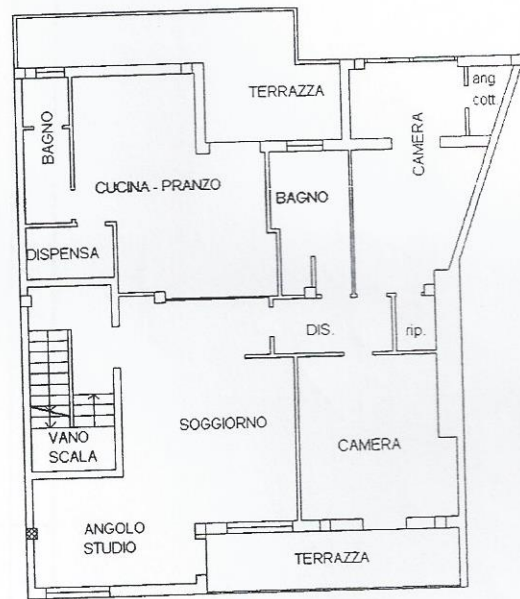 TERRAZZA
ang
cott.
BAGNO
CAMERA
CUCINA - PRANZO
BAGNO
DISPENSA
DIS.
rip.
SOGGIORNO
VANO
SCALA
CAMERA
ANGOLO
STUDIO
TERRAZZA